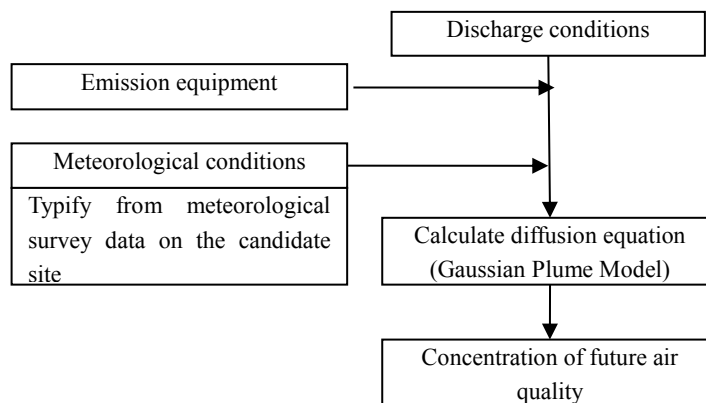 Discharge conditions
Emission equipment
Meteorological conditions
Typify from meteorological
survey data on the candidate
site
Calculate diffusion equation
(Gaussian Plume Model)
Concentration of future air
quality